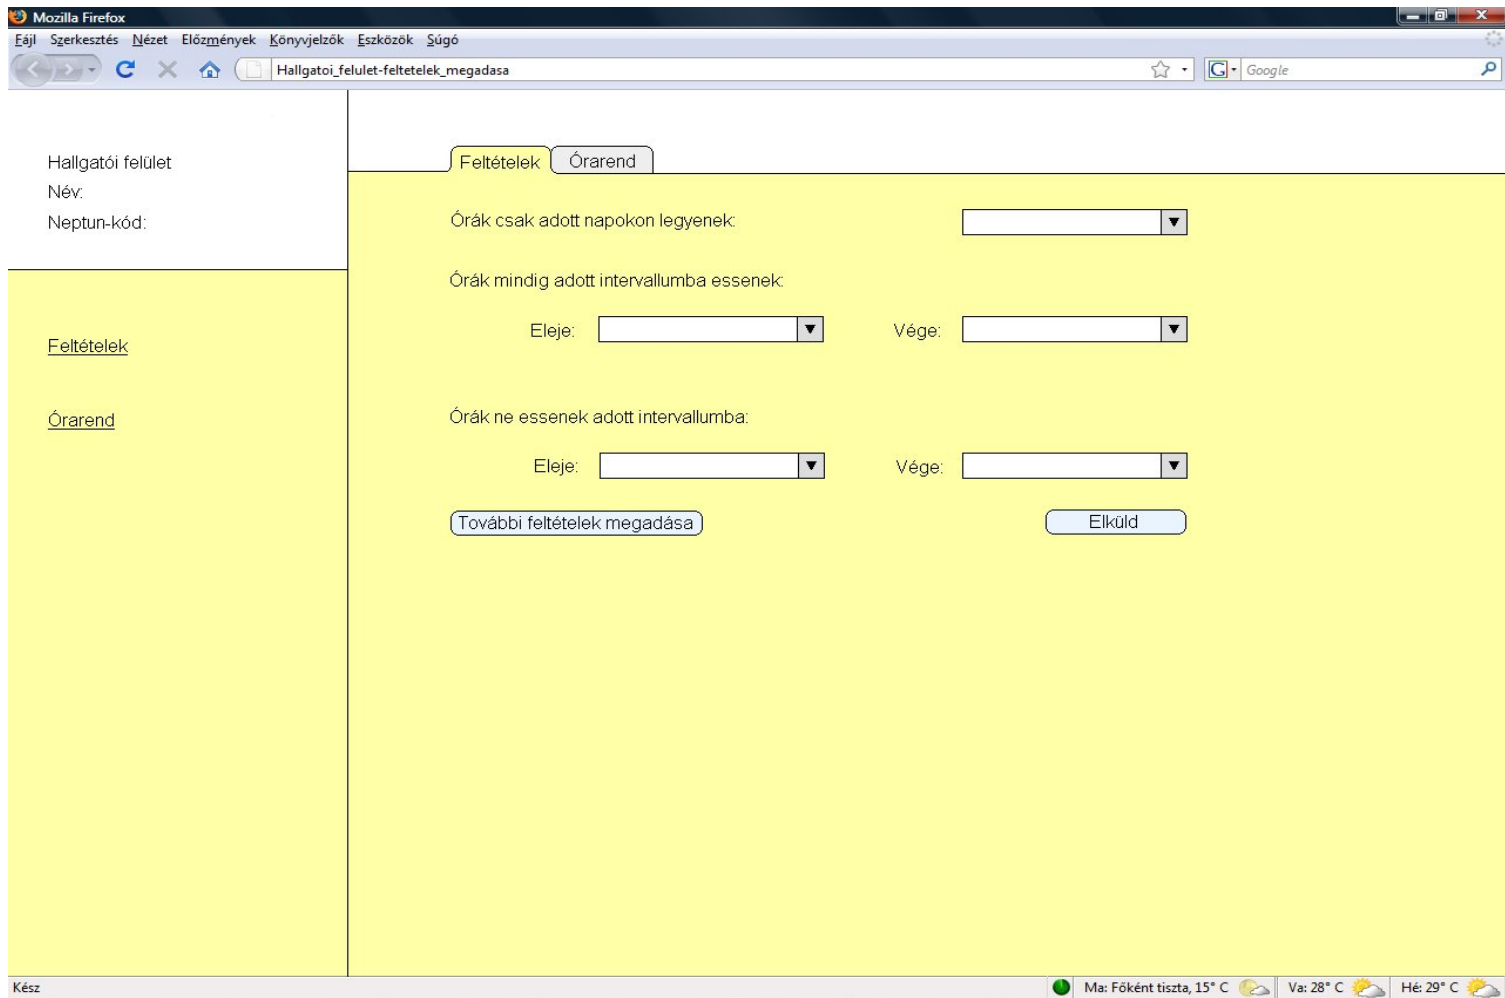 Mozilla Firefox
Fájl Szerkesztés Nézet Előzmények Könyvjelzők Eszközök Súgó
Hallgatoi_felulet-feltetelek_megadasa
G Google
Hallgatói felület
Név:
Neptun-kód:
Feltételek
Órarend
Feltételek Órarend
Órák csak adott napokon legyenek:
Órák mindig adott intervallumba essenek:
Eleje: Vége:
Órák ne essenek adott intervallumba:
Eleje: Vége:
További feltételek megadása Elküld
Kész Ma: Főként tiszta, 15° C Va: 28° C Hé: 29° C